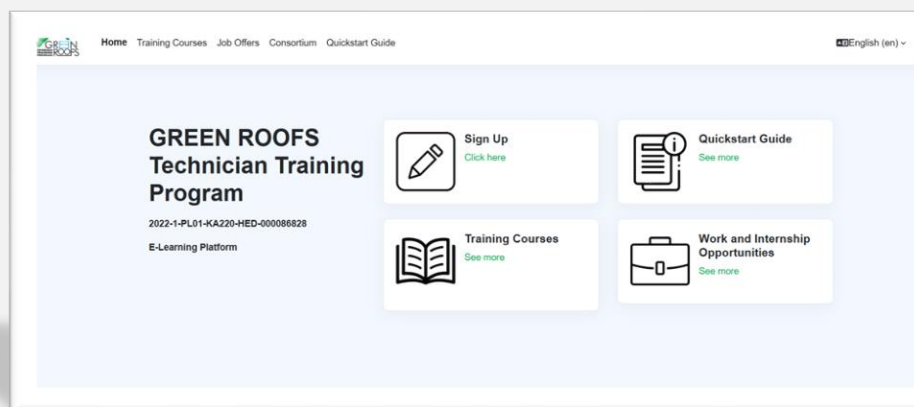 GREEN ROOFS
Home Training Courses Job Offers Consortium Quickstart Guide
English (en)
GREEN ROOFS
Technician Training
Program
2022-1-PL01-KA220-HED-000086828
E-Learning Platform
Sign Up
Click here
Quickstart Guide
See more
Training Courses
See more
Work and Internship
Opportunities
See more